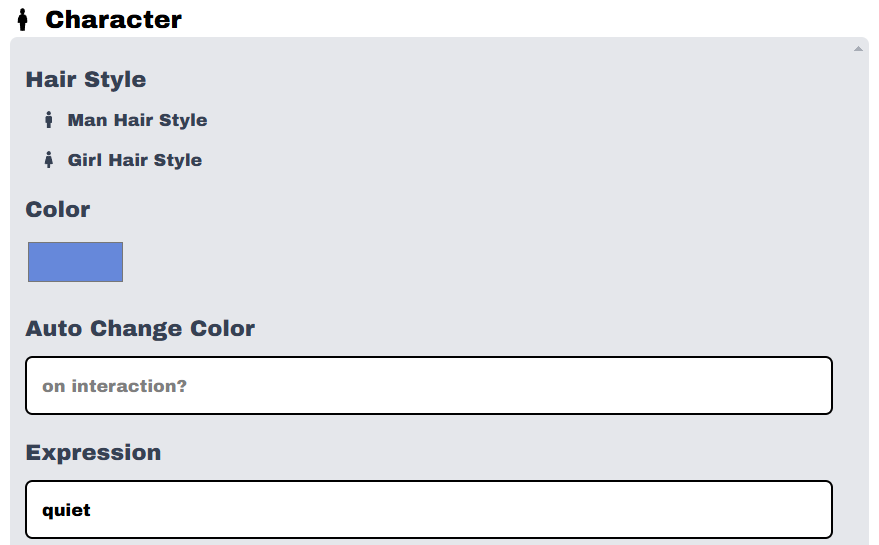 Character
Hair Style
Man Hair Style
Girl Hair Style
Color
Auto Change Color
on interaction?
Expression
quiet